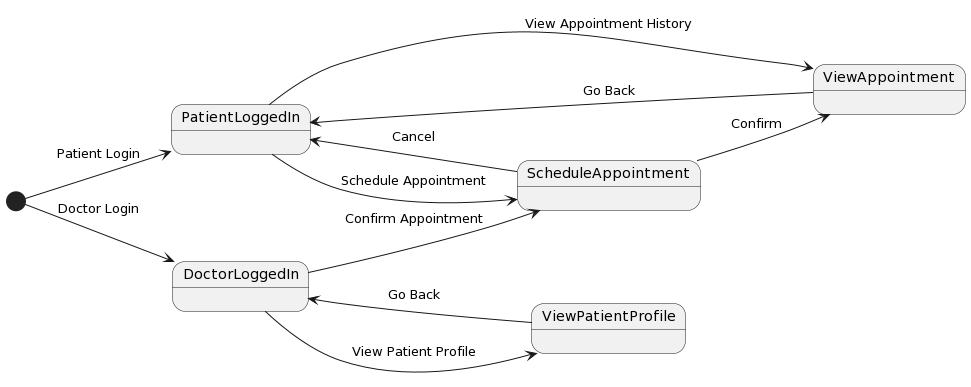 View Appointment History
ViewAppointment
Go Back
PatientLoggedIn
Confirm
Cancel
Patient Login
ScheduleAppointment
Schedule Appointment
Doctor Login
Confirm Appointment
DoctorLoggedIn
Go Back
ViewPatientProfile
View Patient Profile